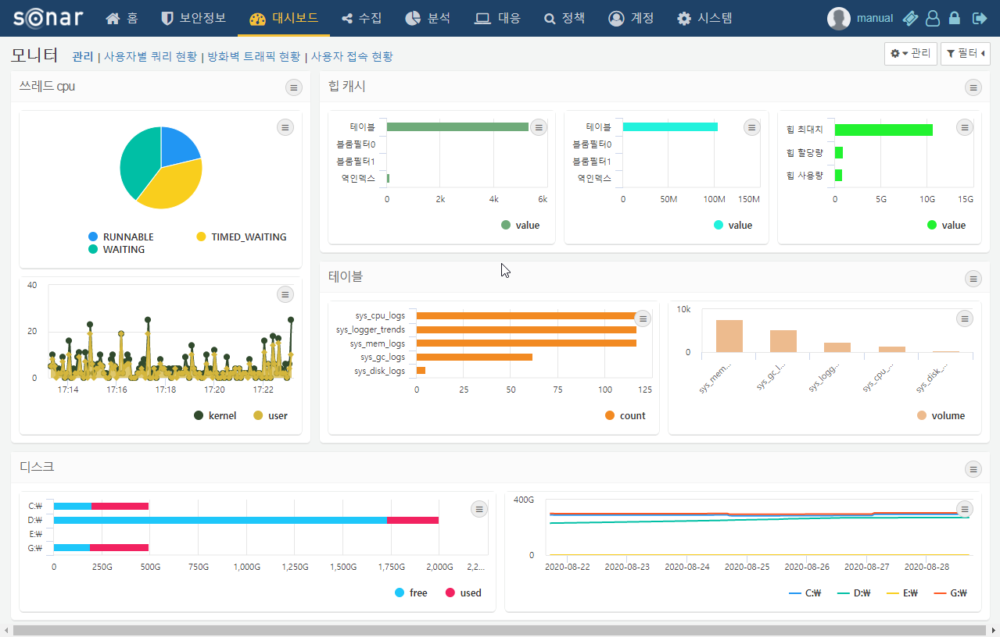 sonar 홈 보안정보 대시보드 수집 분석 대응 정책 계정 시스템 manual
모니터 관리 | 사용자별 쿼리 현황 | 방화벽 트래픽 현황 | 사용자 접속 현황 관리 필터
쓰레드 cpu
RUNNABLE TIMED_WAITING
WAITING
40
20
0
17:14 17:16 17:18 17:20 17:22
kernel user
힙 캐시
테이블
블룸필터0
블룸필터1
역인덱스
0 2k 4k 6k
value
테이블
블룸필터0
블룸필터1
역인덱스
0 50M 100M 150M
value
힙 최대치
힙 할당량
힙 사용량
0 5G 10G 15G
value
테이블
sys_cpu_logs
sys_logger_trends
sys_mem_logs
sys_gc_logs
sys_disk_logs
0 25 50 75 100 125
count
10k
0
sys_mem... sys_gc_l... sys_logg... sys_cpu_... sys_disk_...
volume
디스크
C:₩
D:₩
E:₩
G:₩
0 250G 500G 750G 1,000G 1,250G 1,500G 1,750G 2,000G 2,2...
free used
400G
0
2020-08-22 2020-08-23 2020-08-24 2020-08-25 2020-08-26 2020-08-27 2020-08-28
C:₩ D:₩ E:₩ G:₩